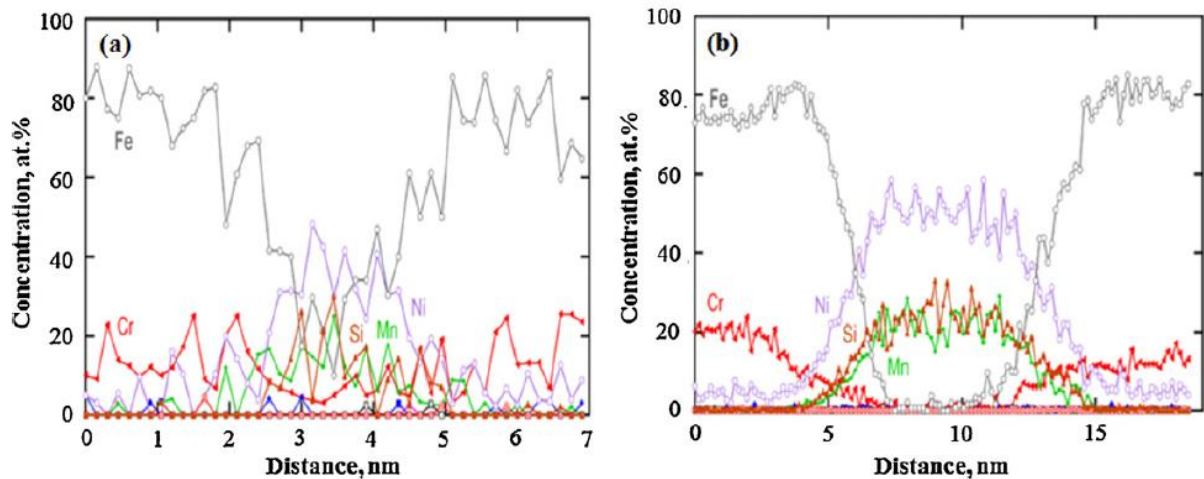 (a)
Concentration, at.%
100
80
60
40
20
0
Fe
Cr
Si
Mn
Ni
0 1 2 3 4 5 6 7
Distance, nm
(b)
Concentration, at.%
100
80
60
40
20
0
Fe
Cr
Ni
Si
Mn
0 5 10 15
Distance, nm